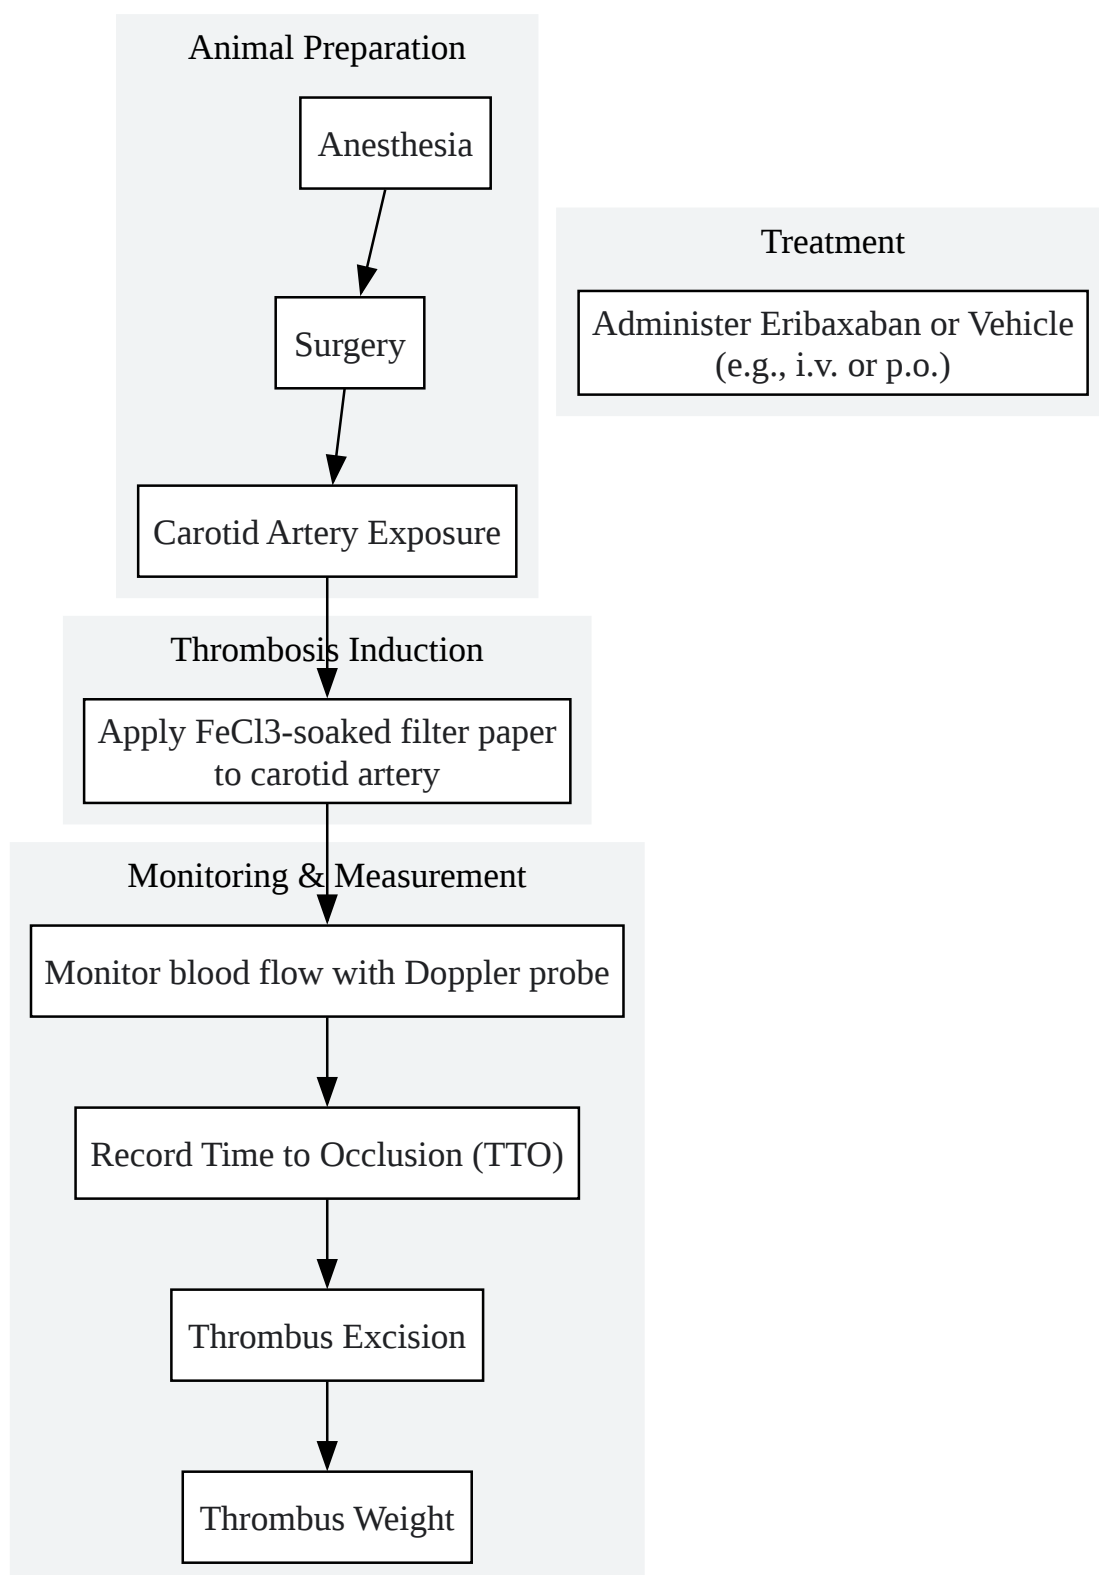 Animal Preparation
Anesthesia
Surgery
Carotid Artery Exposure
Treatment
Administer Eribaxaban or Vehicle
(e.g., i.v. or p.o.)
Thrombosis Induction
Apply FeCl3-soaked filter paper
to carotid artery
Monitoring & Measurement
Monitor blood flow with Doppler probe
Record Time to Occlusion (TTO)
Thrombus Excision
Thrombus Weight